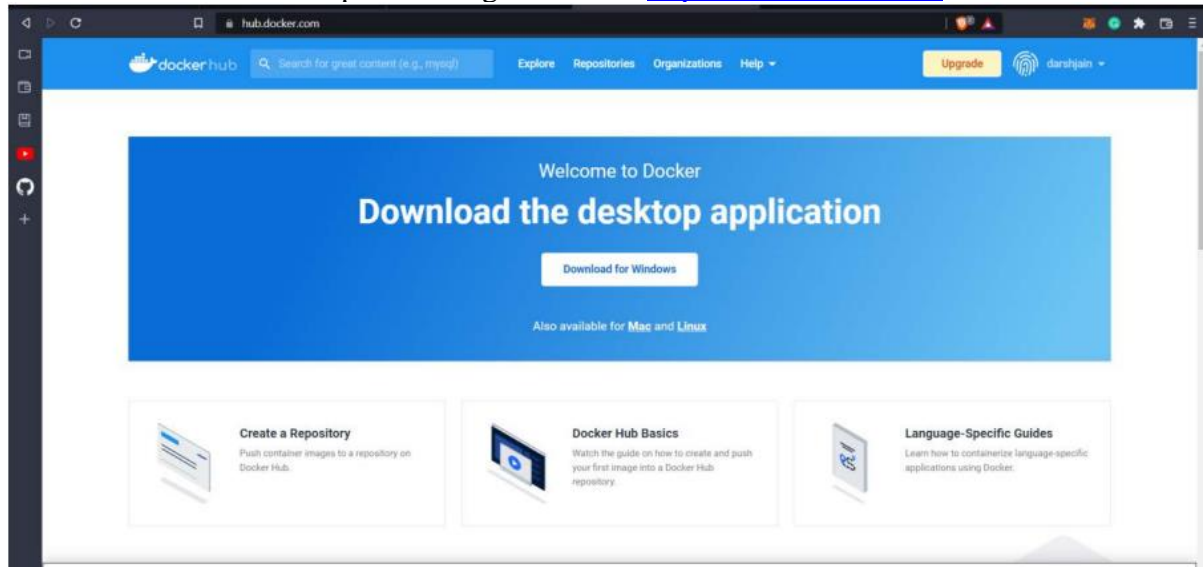 hub.docker.com
dockerhub
Search for great content (e.g., mysql)
Explore Repositories Organizations Help
Upgrade
darshjain
Welcome to Docker
Download the desktop application
Download for Windows
Also available for Mac and Linux
Create a Repository
Push container images to a repository on
Docker Hub.
Docker Hub Basics
Watch the guide on how to create and push
your first image into a Docker Hub
repository.
Language-Specific Guides
Learn how to containerize language-specific
applications using Docker.